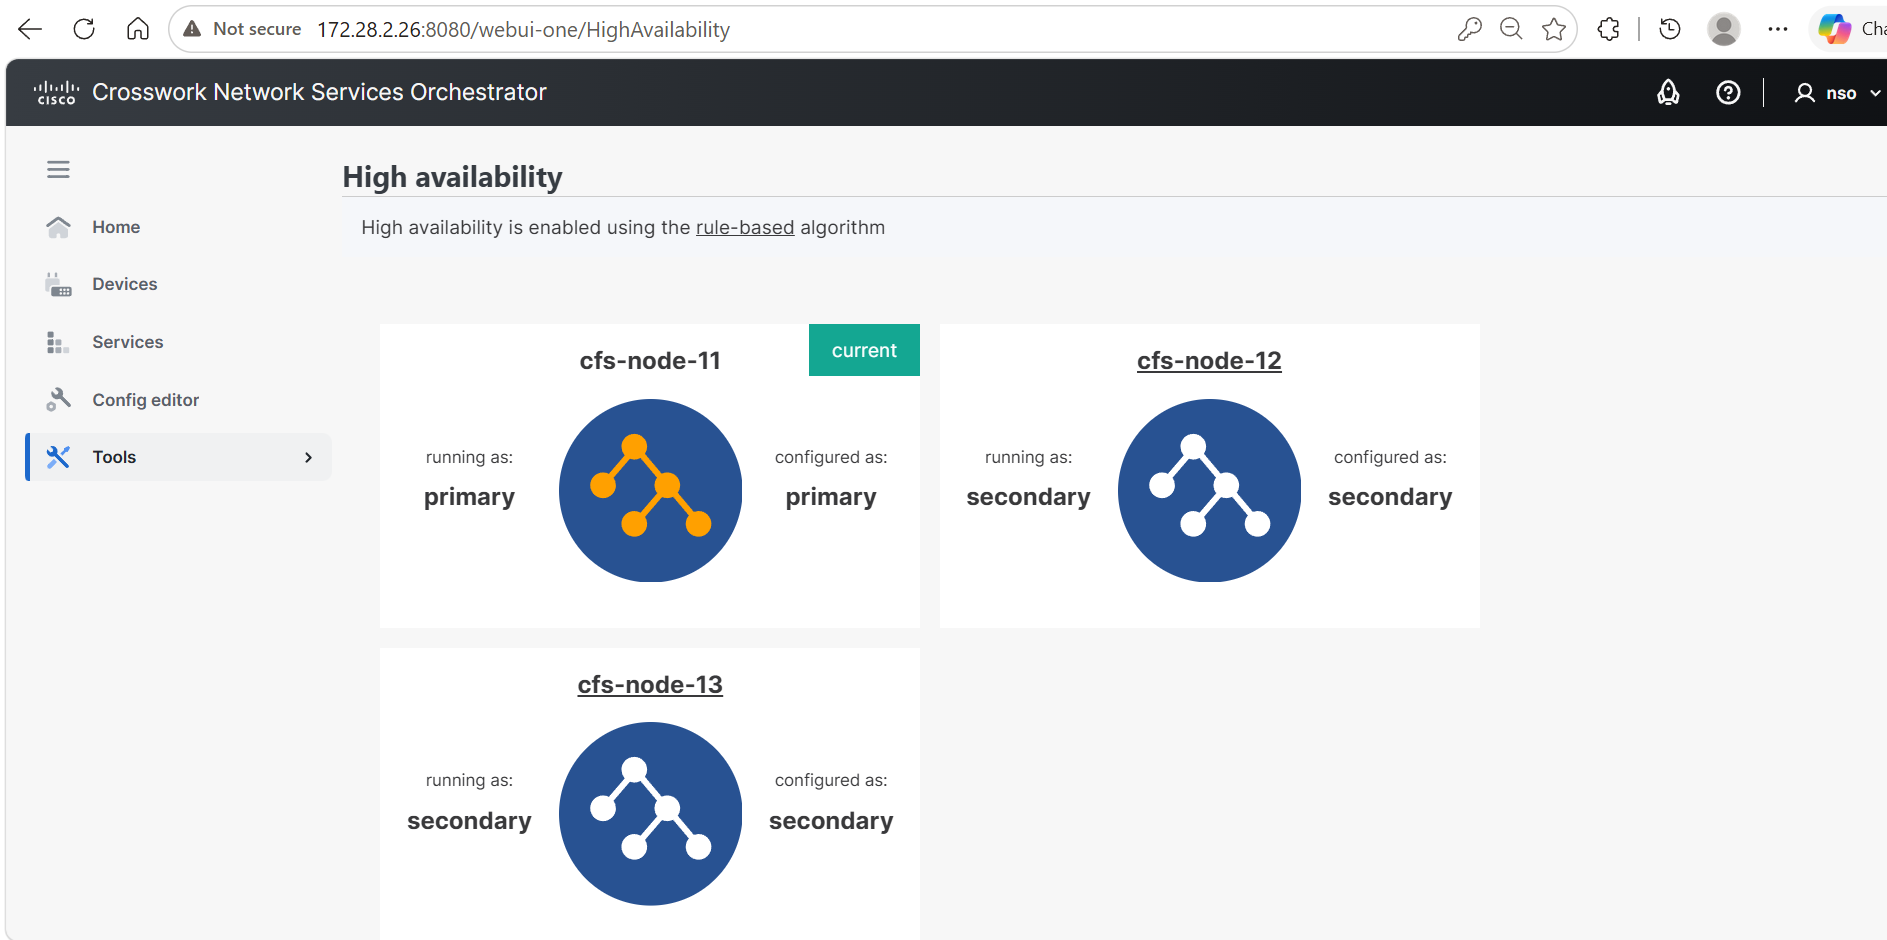 Not secure 172.28.2.26:8080/webui-one/HighAvailability
cisco Crosswork Network Services Orchestrator
nso
Home
Devices
Services
Config editor
Tools
High availability
High availability is enabled using the rule-based algorithm
cfs-node-11
current
running as:
primary
configured as:
primary
cfs-node-12
running as:
secondary
configured as:
secondary
cfs-node-13
running as:
secondary
configured as:
secondary